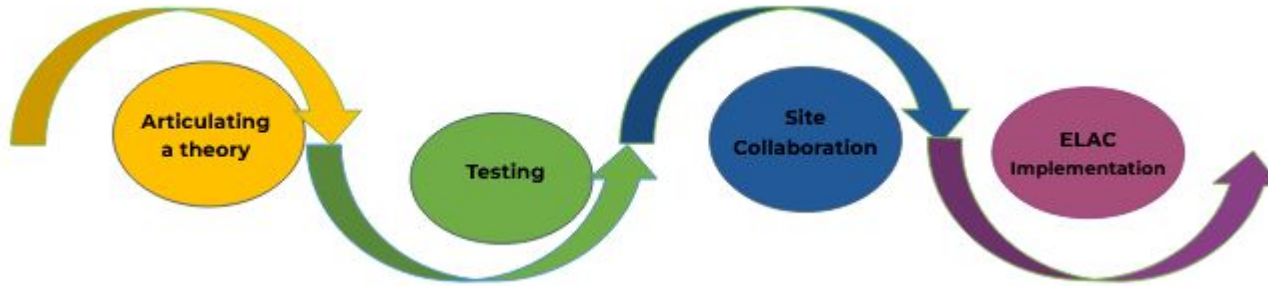 Articulating
a theory
Testing
Site
Collaboration
ELAC
Implementation